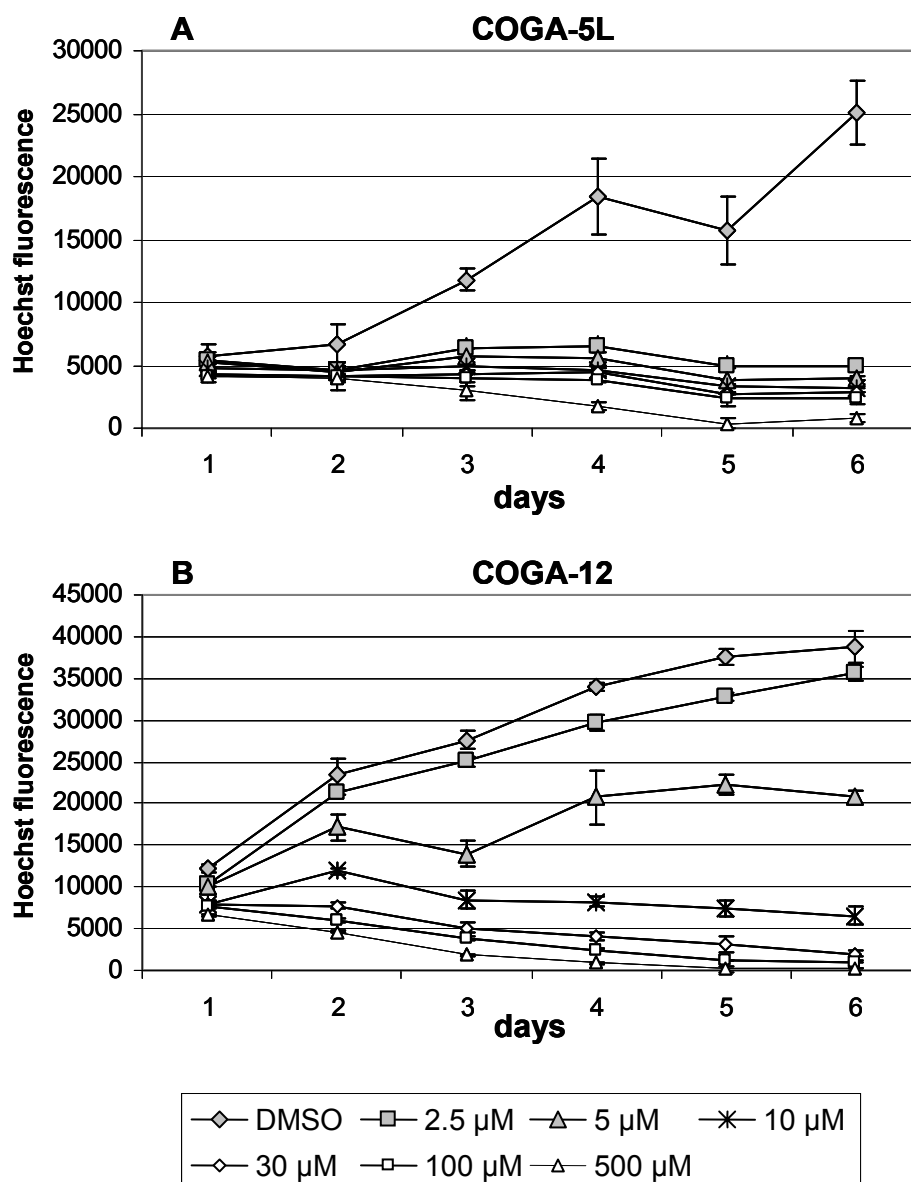 A COGA-5L
30000
25000
20000
15000
10000
5000
0
Hoechst fluorescence
1 2 3 4 5 6
days
B COGA-12
45000
40000
35000
30000
25000
20000
15000
10000
5000
0
Hoechst fluorescence
1 2 3 4 5 6
days
DMSO 2.5 µM 5 µM 10 µM
30 µM 100 µM 500 µM